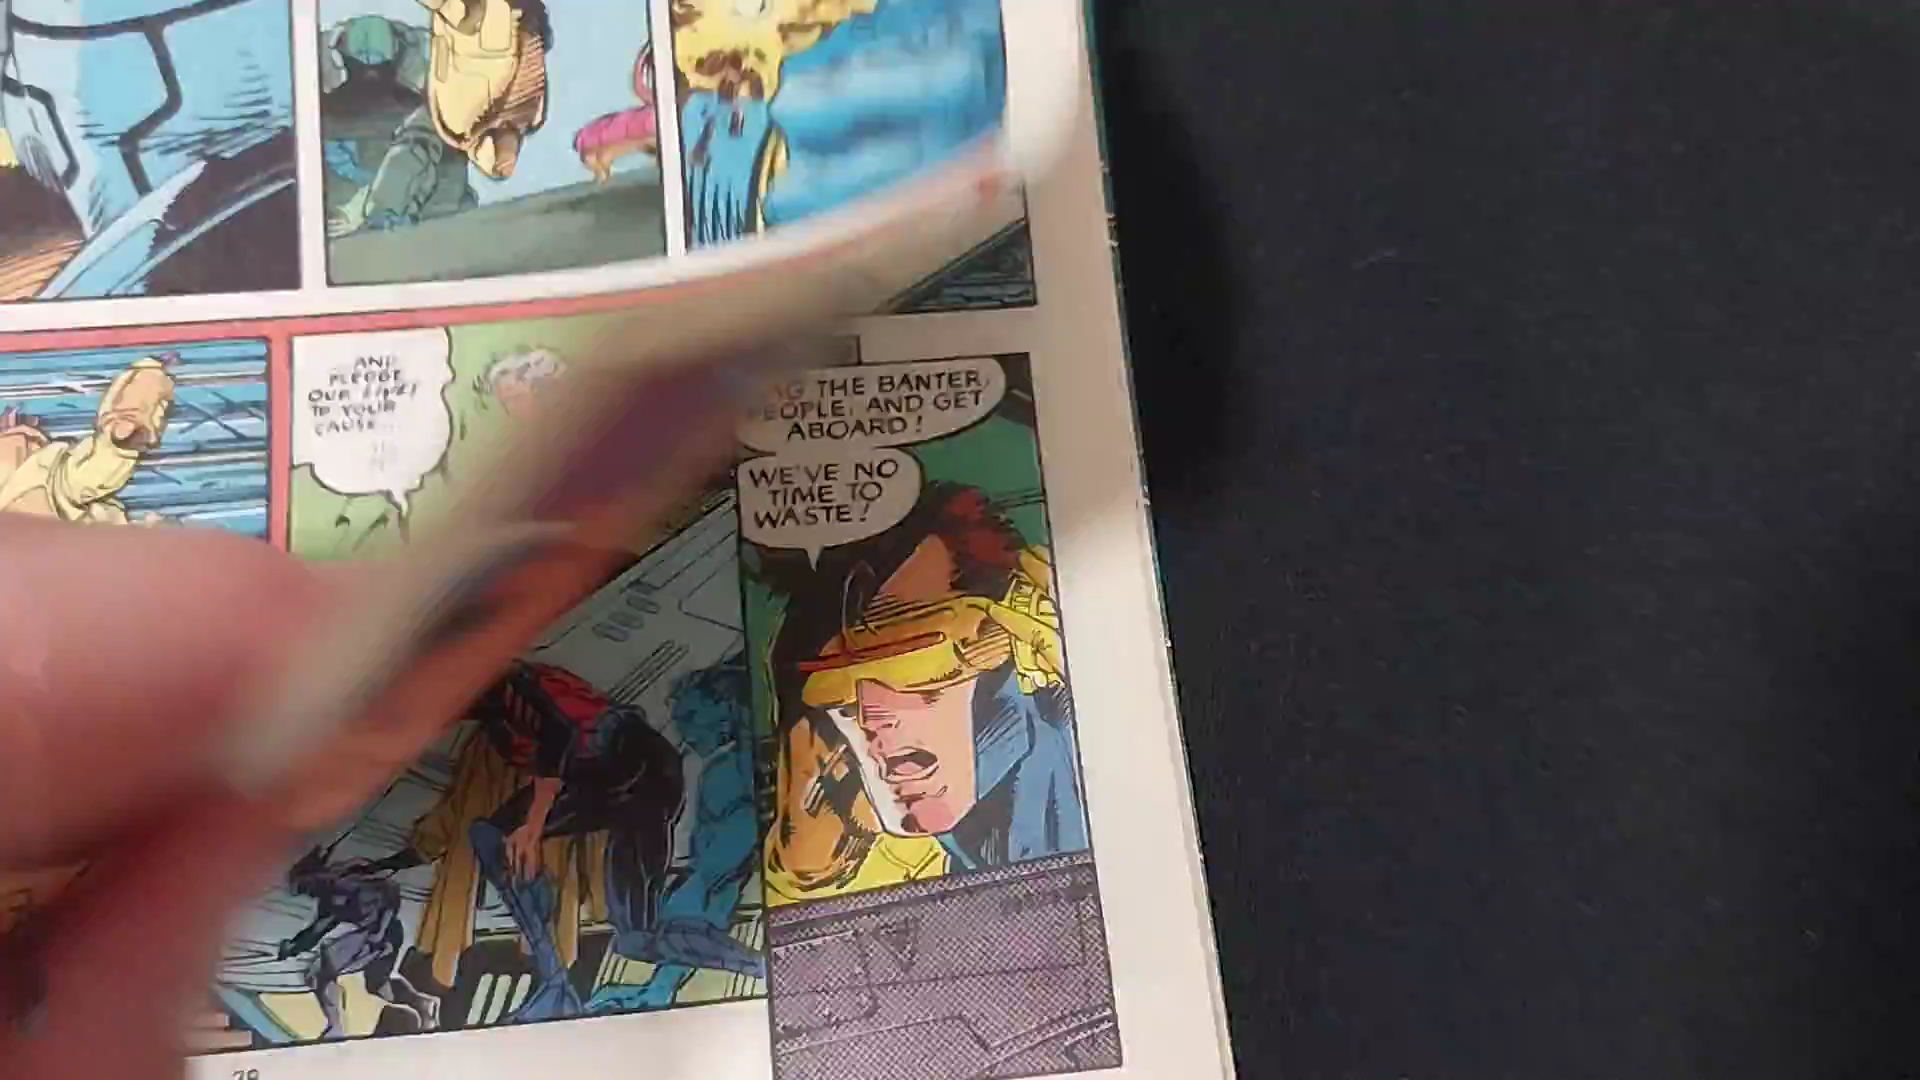 AND
PLEDGE
OUR LIVES
TO YOUR
CAUSE...
THE BANTER,
PEOPLE, AND GET
ABOARD!
WE'VE NO
TIME TO
WASTE!